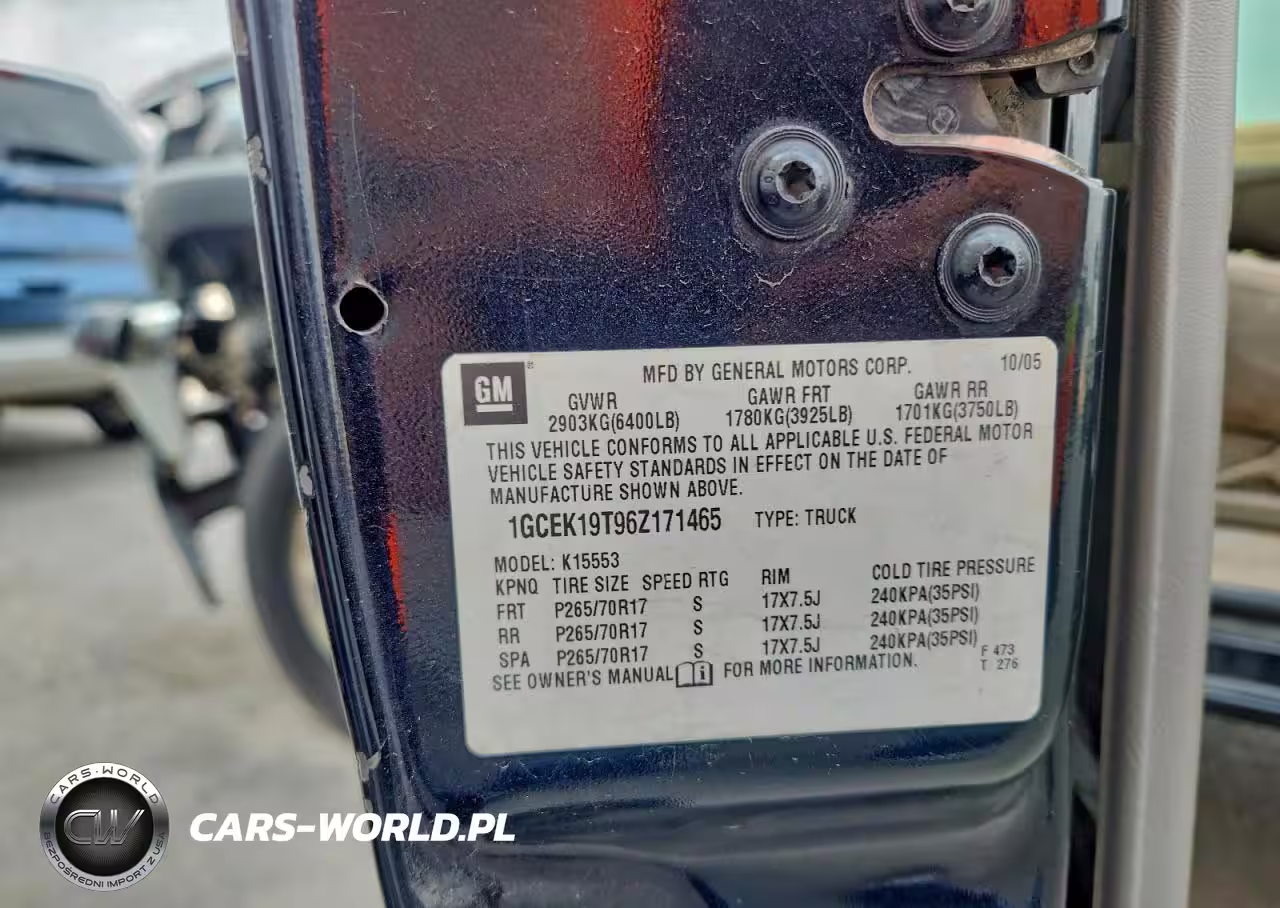 GM
MFD BY GENERAL MOTORS CORP. 10/05
GVWR GAWR FRT GAWR RR
2903KG(6400LB) 1780KG(3925LB) 1701KG(3750LB)
THIS VEHICLE CONFORMS TO ALL APPLICABLE U.S. FEDERAL MOTOR
VEHICLE SAFETY STANDARDS IN EFFECT ON THE DATE OF
MANUFACTURE SHOWN ABOVE.
1GCEK19T96Z171465 TYPE: TRUCK
MODEL: K15553
KPNQ TIRE SIZE SPEED RTG RIM COLD TIRE PRESSURE
FRT P265/70R17 S 17X7.5J 240KPA(35PSI)
RR P265/70R17 S 17X7.5J 240KPA(35PSI)
SPA P265/70R17 S 17X7.5J 240KPA(35PSI)
SEE OWNER'S MANUAL i FOR MORE INFORMATION.
F 473
T 276
CARS-WORLD
CW
BEZPOŚREDNI IMPORT Z USA
CARS-WORLD.PL